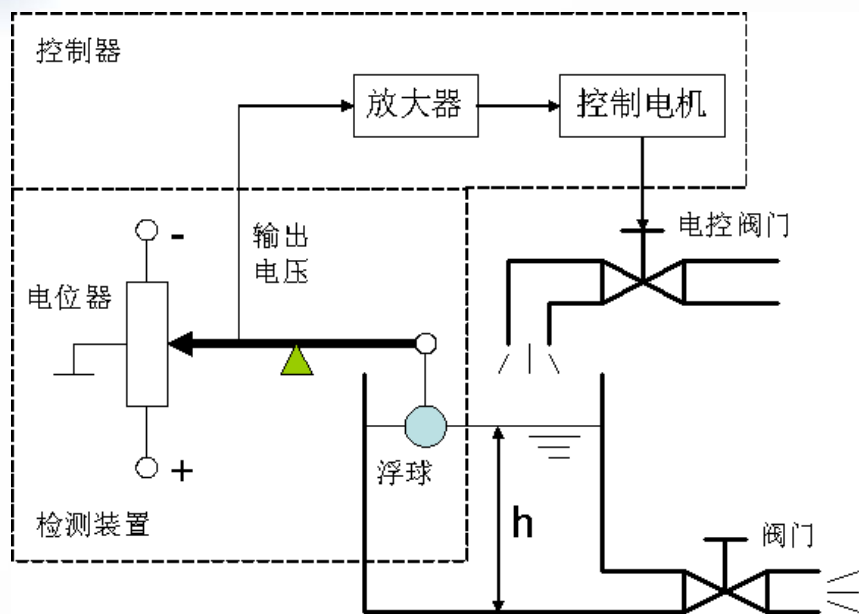 控制器
放大器
控制电机
输出
电压
电控阀门
-
电位器
+
浮球
h
检测装置
阀门